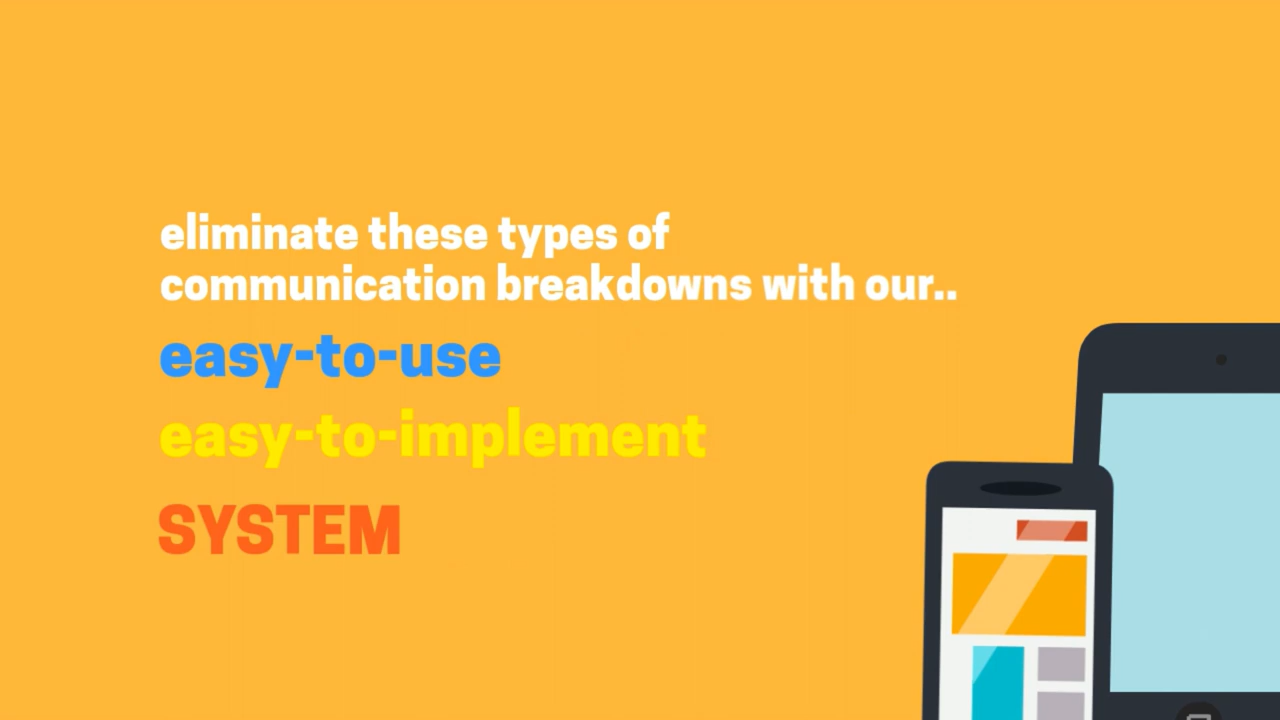 eliminate these types of
communication breakdowns with our..
easy-to-use
easy-to-implement
SYSTEM